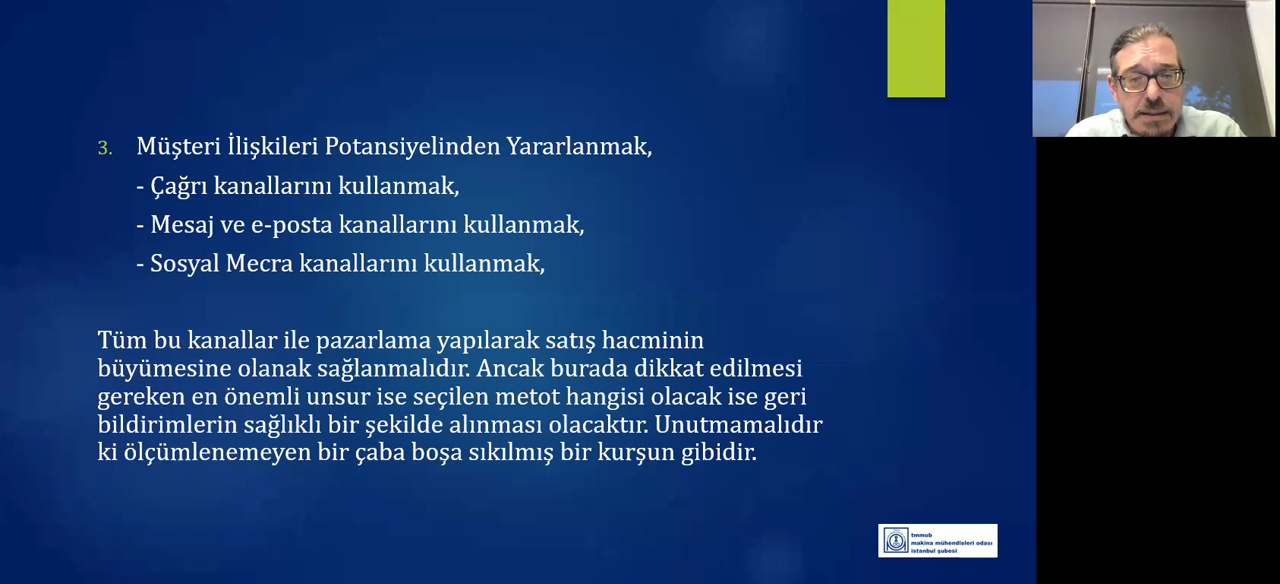 3. Müşteri İlişkileri Potansiyelinden Yararlanmak,
- Çağrı kanallarını kullanmak,
- Mesaj ve e-posta kanallarını kullanmak,
- Sosyal Mecra kanallarını kullanmak,
Tüm bu kanallar ile pazarlama yapılarak satış hacminin
büyümesine olanak sağlanmalıdır. Ancak burada dikkat edilmesi
gereken en önemli unsur ise seçilen metot hangisi olacak ise geri
bildirimlerin sağlıklı bir şekilde alınması olacaktır. Unutmamalıdır
ki ölçümlenemeyen bir çaba boşa sıkılmış bir kurşun gibidir.
tmmob
makina mühendisleri odası
istanbul şubesi